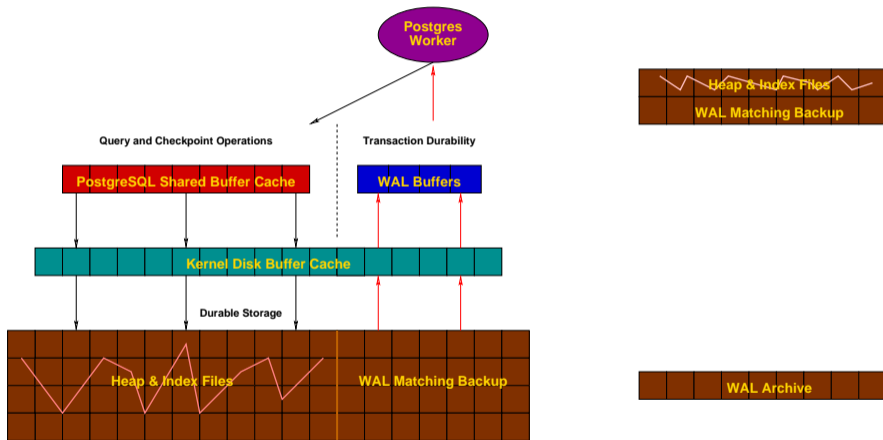 Postgres
Worker
Heap & Index Files
WAL Matching Backup
Query and Checkpoint Operations
Transaction Durability
PostgreSQL Shared Buffer Cache
WAL Buffers
Kernel Disk Buffer Cache
Durable Storage
Heap & Index Files
WAL Matching Backup
WAL Archive